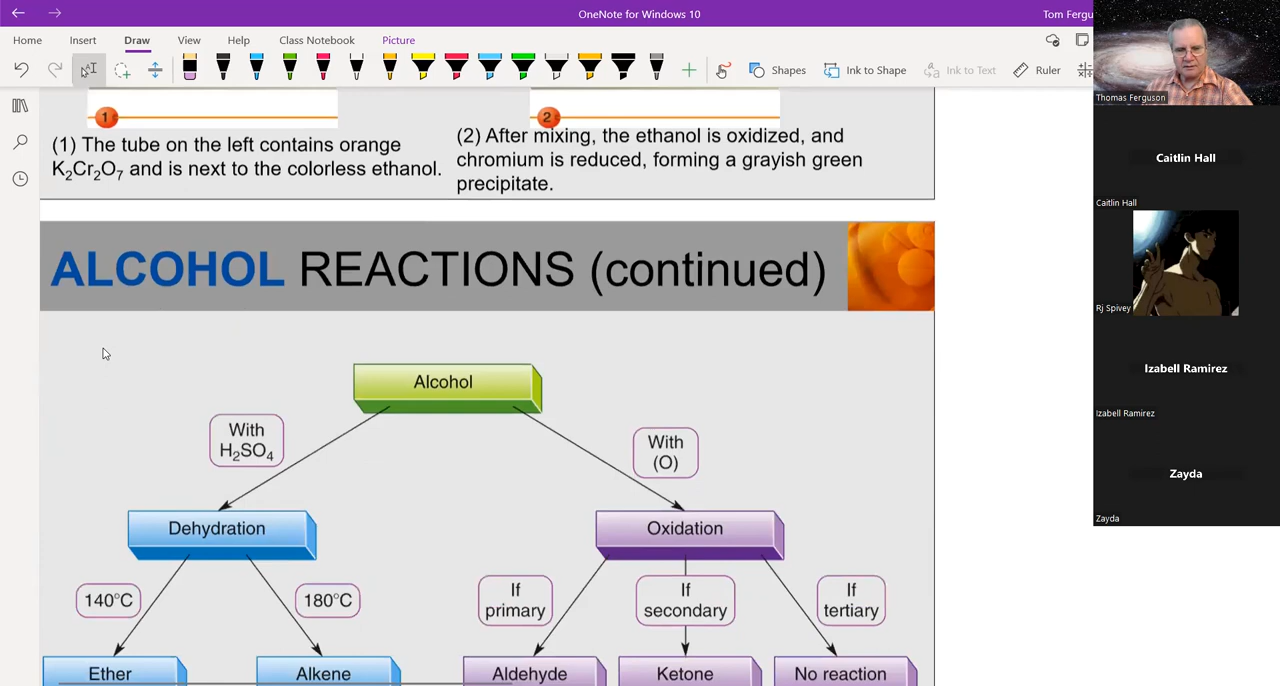 OneNote for Windows 10
Tom Fergu
Home Insert Draw View Help Class Notebook Picture
Shapes Ink to Shape Ink to Text Ruler
1
2
(1) The tube on the left contains orange
K₂Cr₂O₇ and is next to the colorless ethanol.
(2) After mixing, the ethanol is oxidized, and
chromium is reduced, forming a grayish green
precipitate.
ALCOHOL REACTIONS (continued)
Alcohol
With
H₂SO₄
With
(O)
Dehydration
Oxidation
140°C
180°C
If
primary
If
secondary
If
tertiary
Ether
Alkene
Aldehyde
Ketone
No reaction
Thomas Ferguson
Caitlin Hall
Caitlin Hall
Rj Spivey
Izabell Ramirez
Izabell Ramirez
Zayda
Zayda